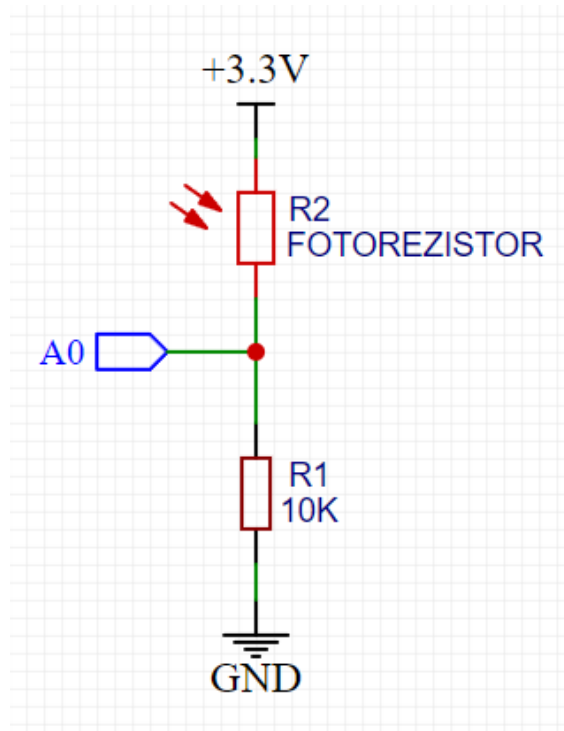 +3.3V
R2
FOTOREZISTOR
A0
R1
10K
GND